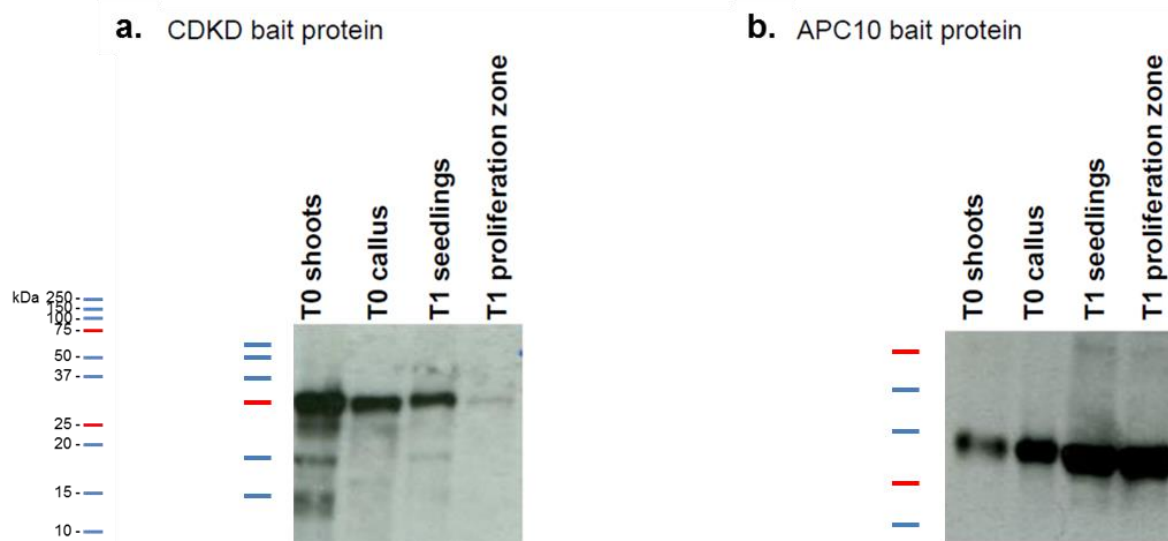 a. CDKD bait protein
b. APC10 bait protein
T0 shoots
T0 callus
T1 seedlings
T1 proliferation zone
T0 shoots
T0 callus
T1 seedlings
T1 proliferation zone
kDa 250
150
100
75
50
37
25
20
15
10